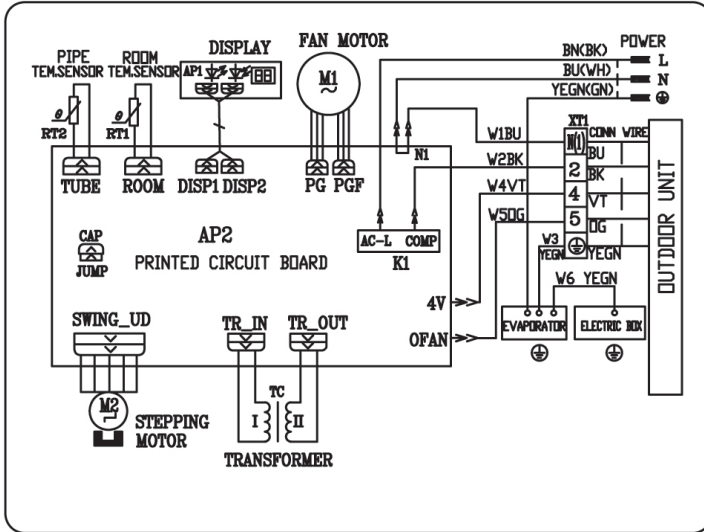 PIPE
TEM.SENSOR
ROOM
TEM.SENSOR
DISPLAY
AP1
88
FAN MOTOR
M1
~
BN(BK)
BU(WH)
YEGN(GN)
POWER
L
N
θ
RT2
θ
RT1
N1
W1BU
W2BK
W4VT
W5OG
W3
YEGN
XT1
N(1)
2
4
5
CONN WIRE
BU
BK
VT
OG
YEGN
OUTDOOR UNIT
TUBE
ROOM
DISP1
DISP2
PG
PGF
CAP
JUMP
AP2
PRINTED CIRCUIT BOARD
AC-L
COMP
K1
4V
OFAN
W6 YEGN
EVAPORATOR
ELECTRIC BOX
SWING_UD
TR_IN
TR_OUT
M2
STEPPING
MOTOR
TC
I
II
TRANSFORMER